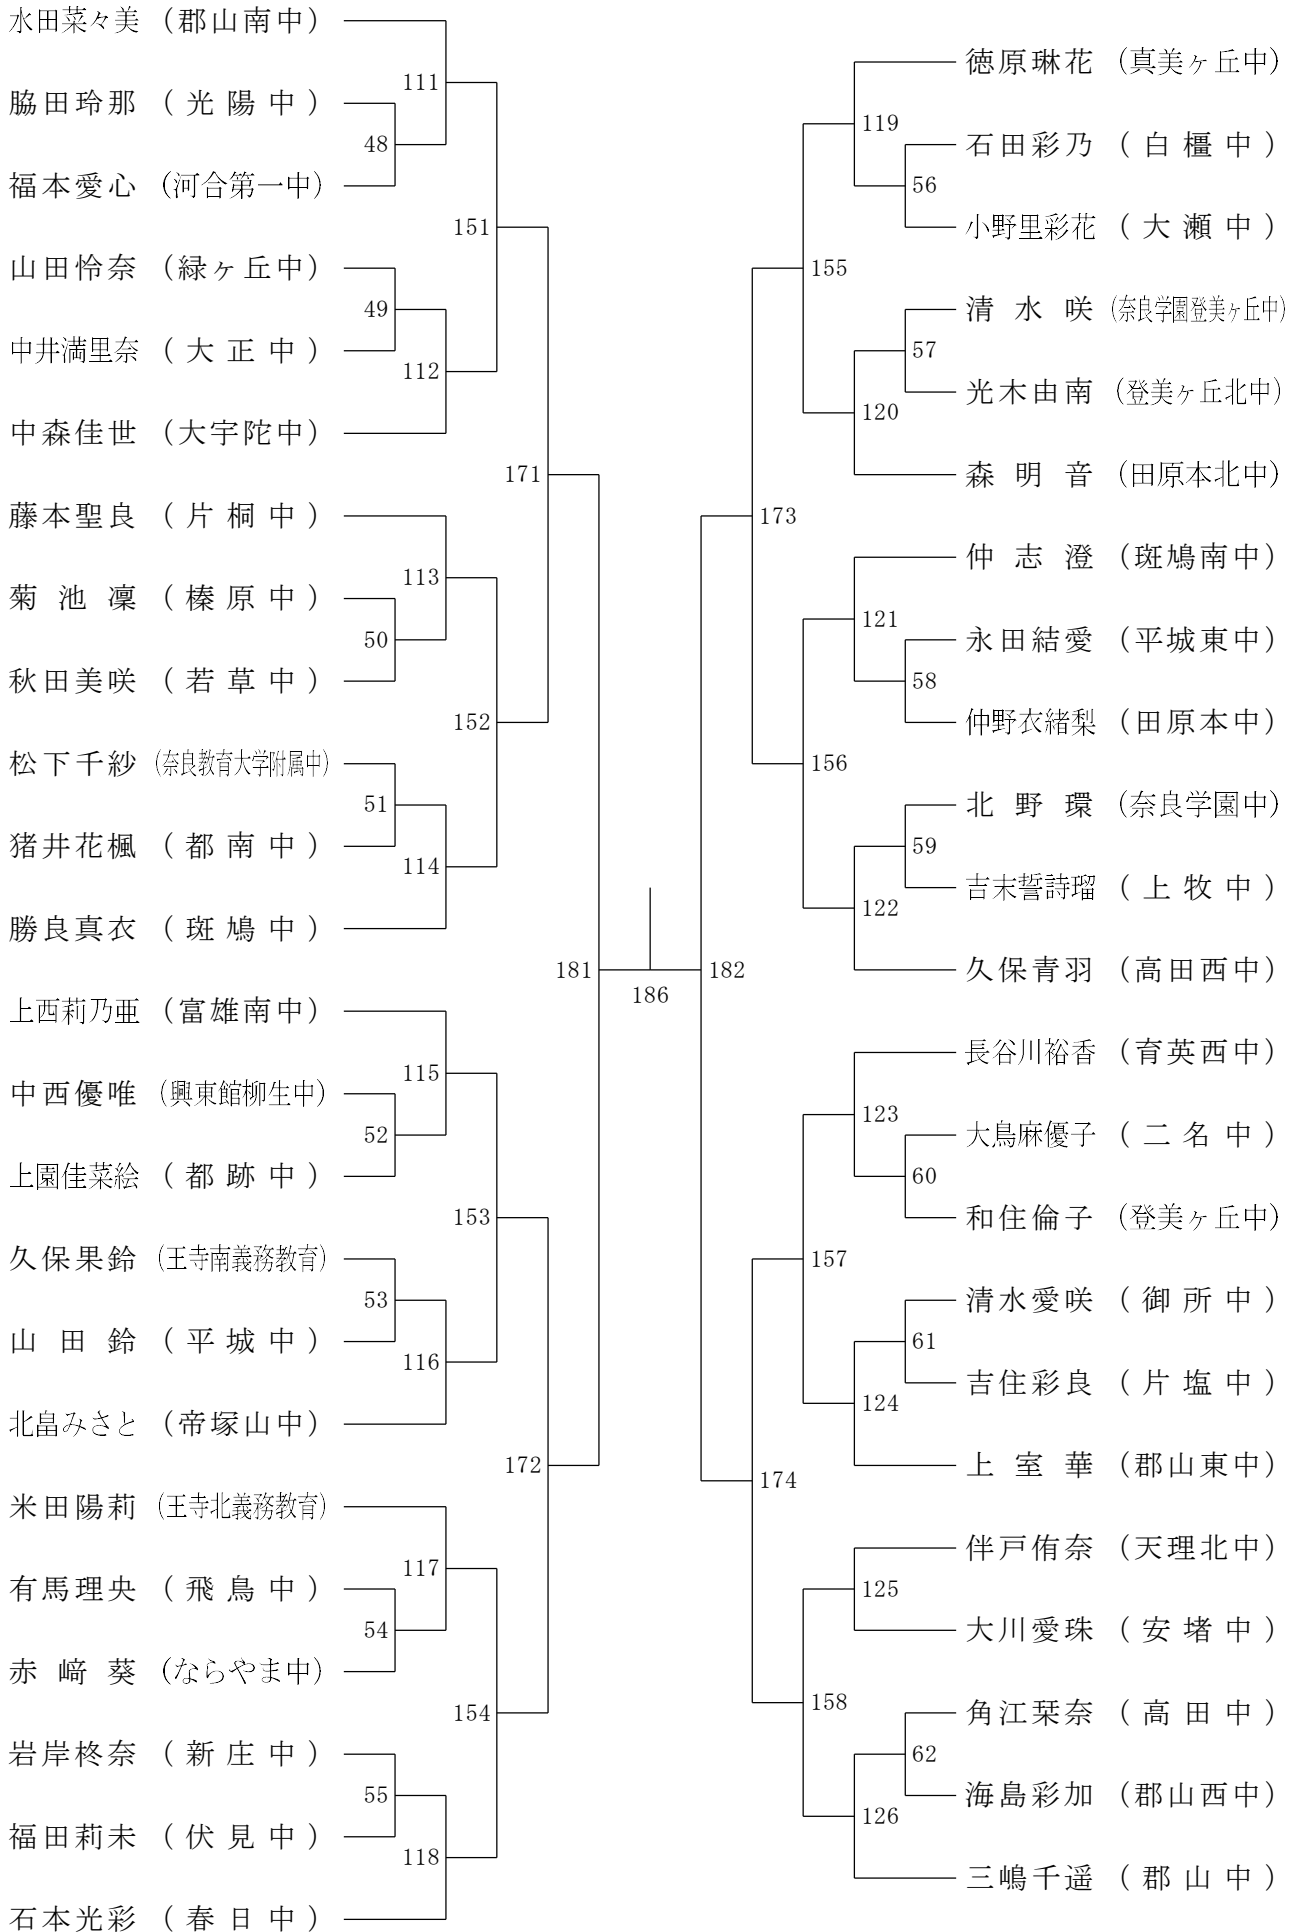 水田菜々美 (郡山南中)
111
脇田玲那 (光陽中)
48
福本愛心 (河合第一中)
151
山田怜奈 (緑ヶ丘中)
49
中井満里奈 (大正中)
112
中森佳世 (大宇陀中)
171
藤本聖良 (片桐中)
113
菊池凜 (榛原中)
50
秋田美咲 (若草中)
152
松下千紗 (奈良教育大学附属中)
51
猪井花楓 (都南中)
114
勝良真衣 (斑鳩中)
181
上西莉乃亜 (富雄南中)
115
中西優唯 (興東館柳生中)
52
上園佳菜絵 (都跡中)
153
久保果鈴 (王寺南義務教育)
53
山田鈴 (平城中)
116
北畠みさと (帝塚山中)
172
米田陽莉 (王寺北義務教育)
117
有馬理央 (飛鳥中)
54
赤﨑葵 (ならやま中)
154
岩岸柊奈 (新庄中)
55
福田莉未 (伏見中)
118
石本光彩 (春日中)
186
徳原琳花 (真美ヶ丘中)
119
石田彩乃 (白橿中)
56
小野里彩花 (大瀬中)
155
清水咲 (奈良学園登美ヶ丘中)
57
光木由南 (登美ヶ丘北中)
120
森明音 (田原本北中)
173
仲志澄 (斑鳩南中)
121
永田結愛 (平城東中)
58
仲野衣緒梨 (田原本中)
156
北野環 (奈良学園中)
59
吉末誓詩瑠 (上牧中)
122
久保青羽 (高田西中)
182
長谷川裕香 (育英西中)
123
大鳥麻優子 (二名中)
60
和住倫子 (登美ヶ丘中)
157
清水愛咲 (御所中)
61
吉住彩良 (片塩中)
124
上室華 (郡山東中)
174
伴戸侑奈 (天理北中)
125
大川愛珠 (安堵中)
158
角江栞奈 (高田中)
62
海島彩加 (郡山西中)
126
三嶋千遥 (郡山中)